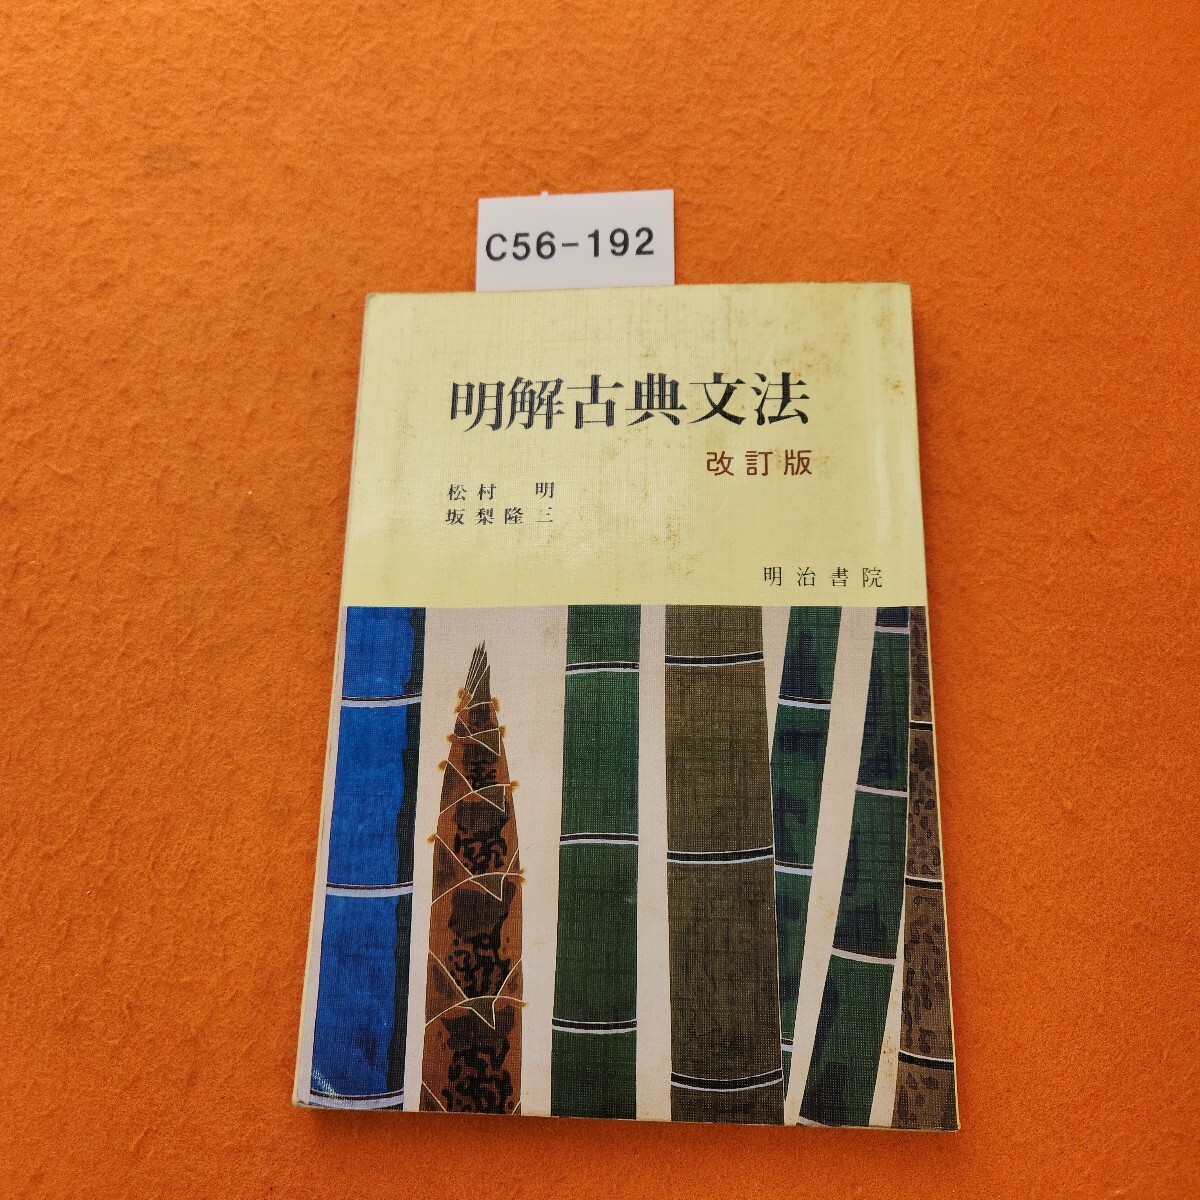 C56-192
明解古典文法
改訂版
松村 明
坂梨隆三
明治書院